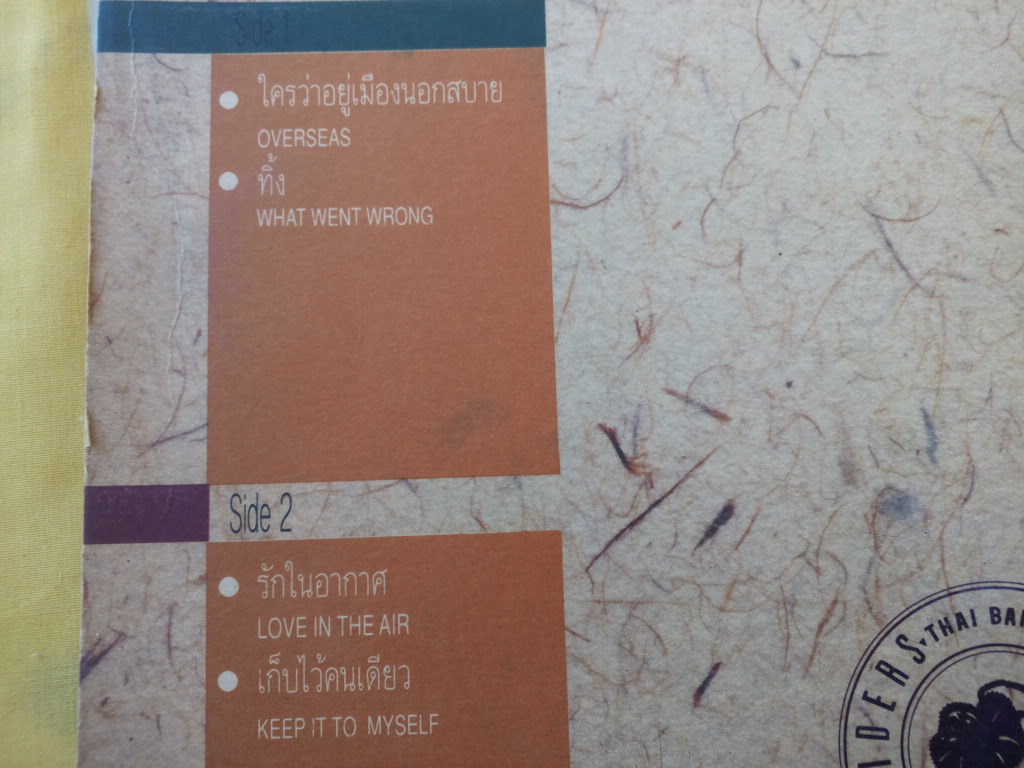 Side 1
ใครว่าอยู่เมืองนอกสบาย
OVERSEAS
ทิ้ง
WHAT WENT WRONG
Side 2
รักในอากาศ
LOVE IN THE AIR
เก็บไว้คนเดียว
KEEP IT TO MYSELF
THAI